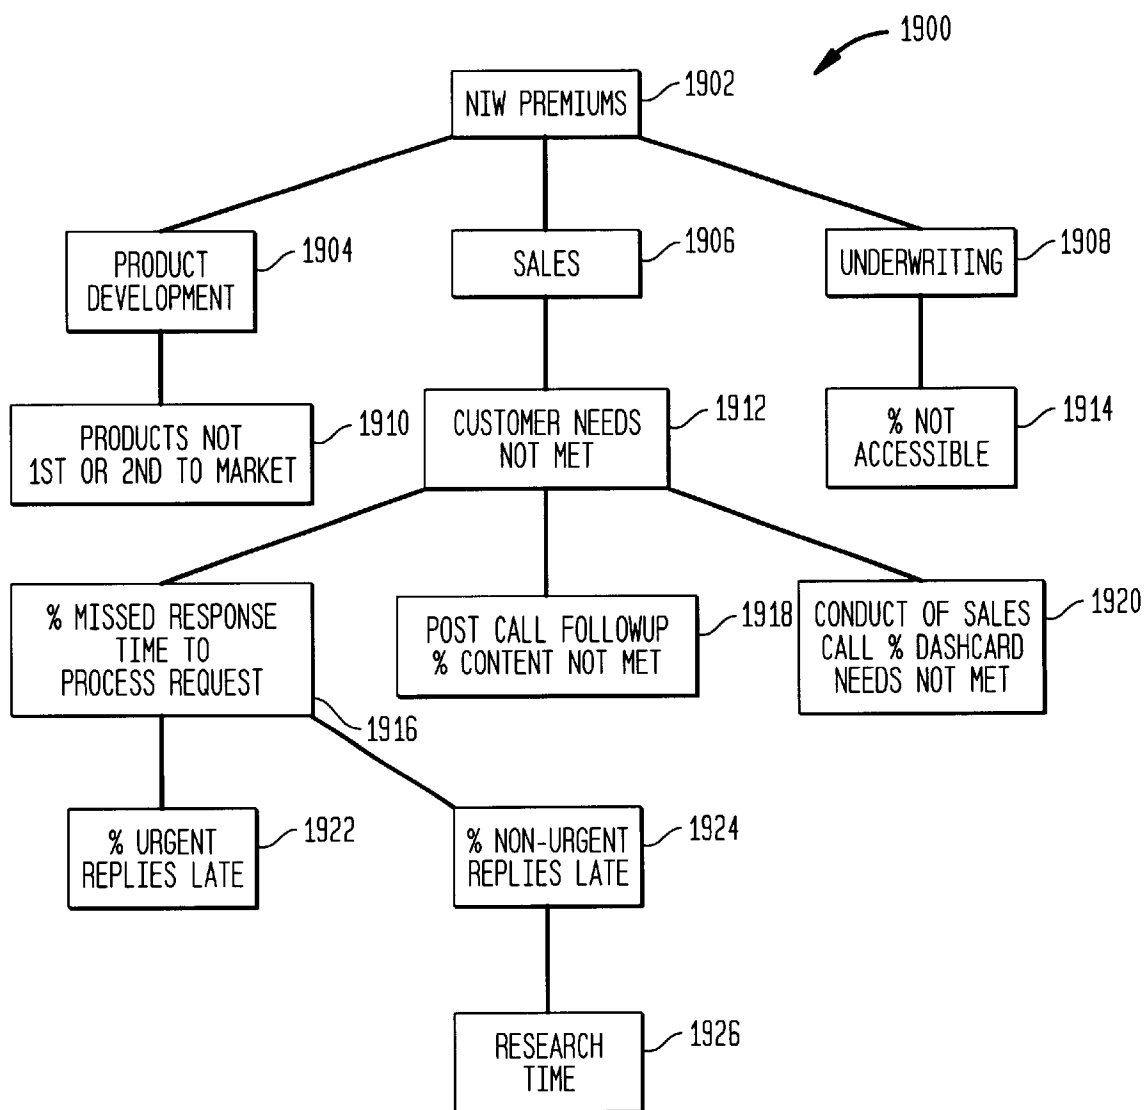 1900
NIW PREMIUMS
1902
PRODUCT
DEVELOPMENT
1904
SALES
1906
UNDERWRITING
1908
PRODUCTS NOT
1ST OR 2ND TO MARKET
1910
CUSTOMER NEEDS
NOT MET
1912
% NOT
ACCESSIBLE
1914
% MISSED RESPONSE
TIME TO
PROCESS REQUEST
1916
POST CALL FOLLOWUP
% CONTENT NOT MET
1918
CONDUCT OF SALES
CALL % DASHCARD
NEEDS NOT MET
1920
% URGENT
REPLIES LATE
1922
% NON-URGENT
REPLIES LATE
1924
RESEARCH
TIME
1926